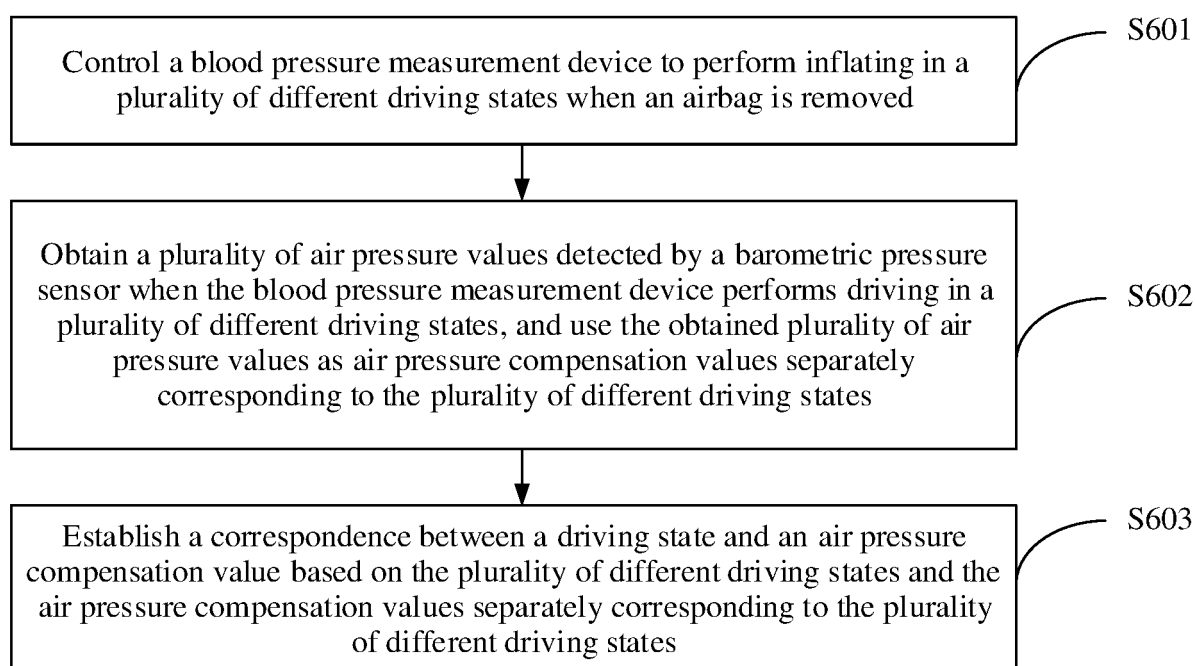 S601
Control a blood pressure measurement device to perform inflating in a
plurality of different driving states when an airbag is removed
Obtain a plurality of air pressure values detected by a barometric pressure
sensor when the blood pressure measurement device performs driving in a
plurality of different driving states, and use the obtained plurality of air
pressure values as air pressure compensation values separately
corresponding to the plurality of different driving states
S602
Establish a correspondence between a driving state and an air pressure
compensation value based on the plurality of different driving states and the
air pressure compensation values separately corresponding to the plurality
of different driving states
S603